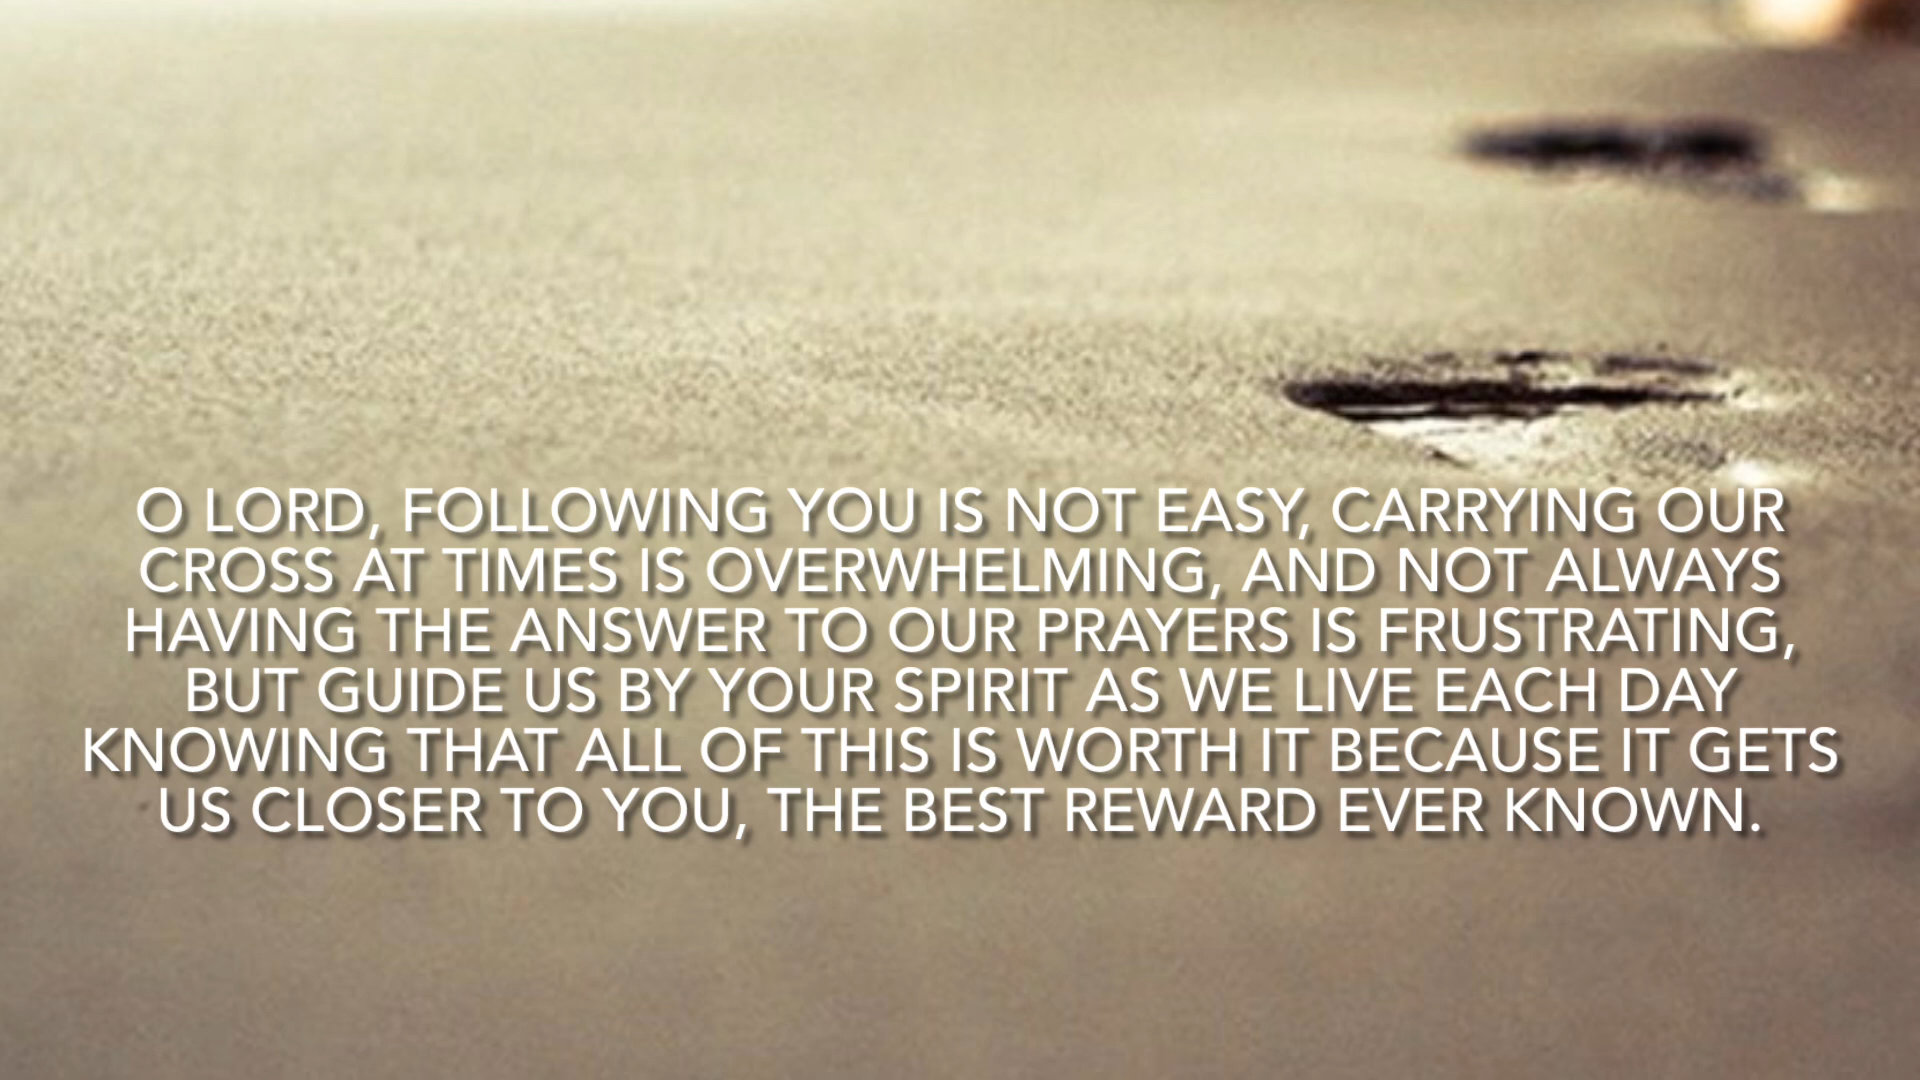 O LORD, FOLLOWING YOU IS NOT EASY, CARRYING OUR
CROSS AT TIMES IS OVERWHELMING, AND NOT ALWAYS
HAVING THE ANSWER TO OUR PRAYERS IS FRUSTRATING,
BUT GUIDE US BY YOUR SPIRIT AS WE LIVE EACH DAY
KNOWING THAT ALL OF THIS IS WORTH IT BECAUSE IT GETS
US CLOSER TO YOU, THE BEST REWARD EVER KNOWN.